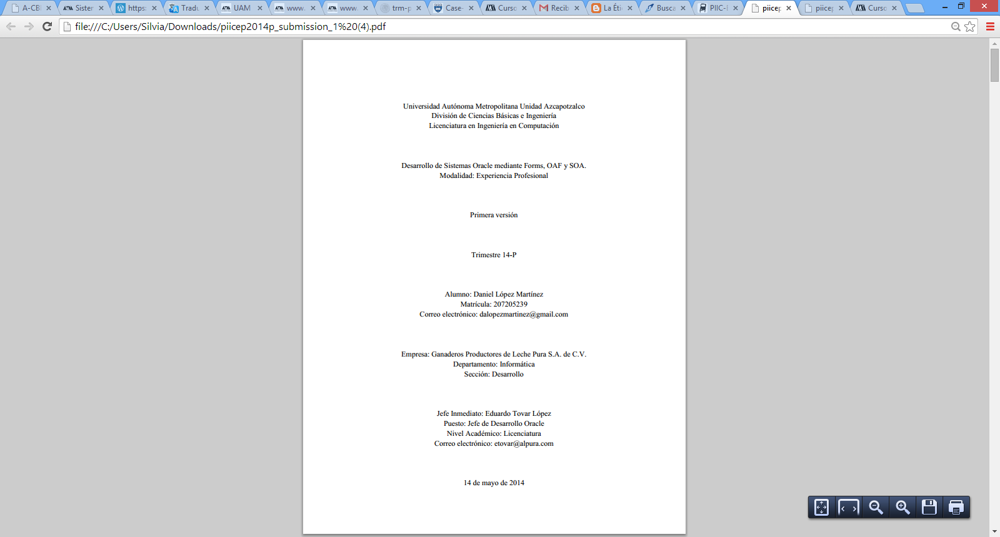 A-CBI
Sistem
https:
Tradu
UAM
www.
www.
trm-p
Case-
Curso
Recib
La Éti
Busca
PIIC-
piicep
piicep
Curso
file:///C:/Users/Silvia/Downloads/piicep2014p_submission_1%20(4).pdf
Universidad Autónoma Metropolitana Unidad Azcapotzalco
División de Ciencias Básicas e Ingeniería
Licenciatura en Ingeniería en Computación
Desarrollo de Sistemas Oracle mediante Forms, OAF y SOA.
Modalidad: Experiencia Profesional
Primera versión
Trimestre 14-P
Alumno: Daniel López Martínez
Matrícula: 207205239
Correo electrónico: dalopezmartinez@gmail.com
Empresa: Ganaderos Productores de Leche Pura S.A. de C.V.
Departamento: Informática
Sección: Desarrollo
Jefe Inmediato: Eduardo Tovar López
Puesto: Jefe de Desarrollo Oracle
Nivel Académico: Licenciatura
Correo electrónico: etovar@alpura.com
14 de mayo de 2014